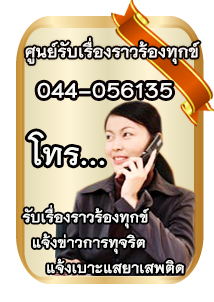 ศูนย์รับเรื่องราวร้องทุกข์
044-056135
โทร...
รับเรื่องราวร้องทุกข์
แจ้งข่าวการทุจริต
แจ้งเบาะแสยาเสพติด